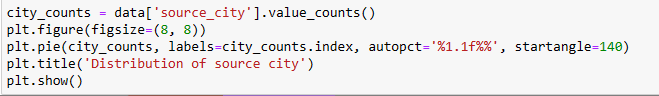 city_counts = data['source_city'].value_counts()
plt.figure(figsize=(8, 8))
plt.pie(city_counts, labels=city_counts.index, autopct='%1.1f%%', startangle=140)
plt.title('Distribution of source city')
plt.show()